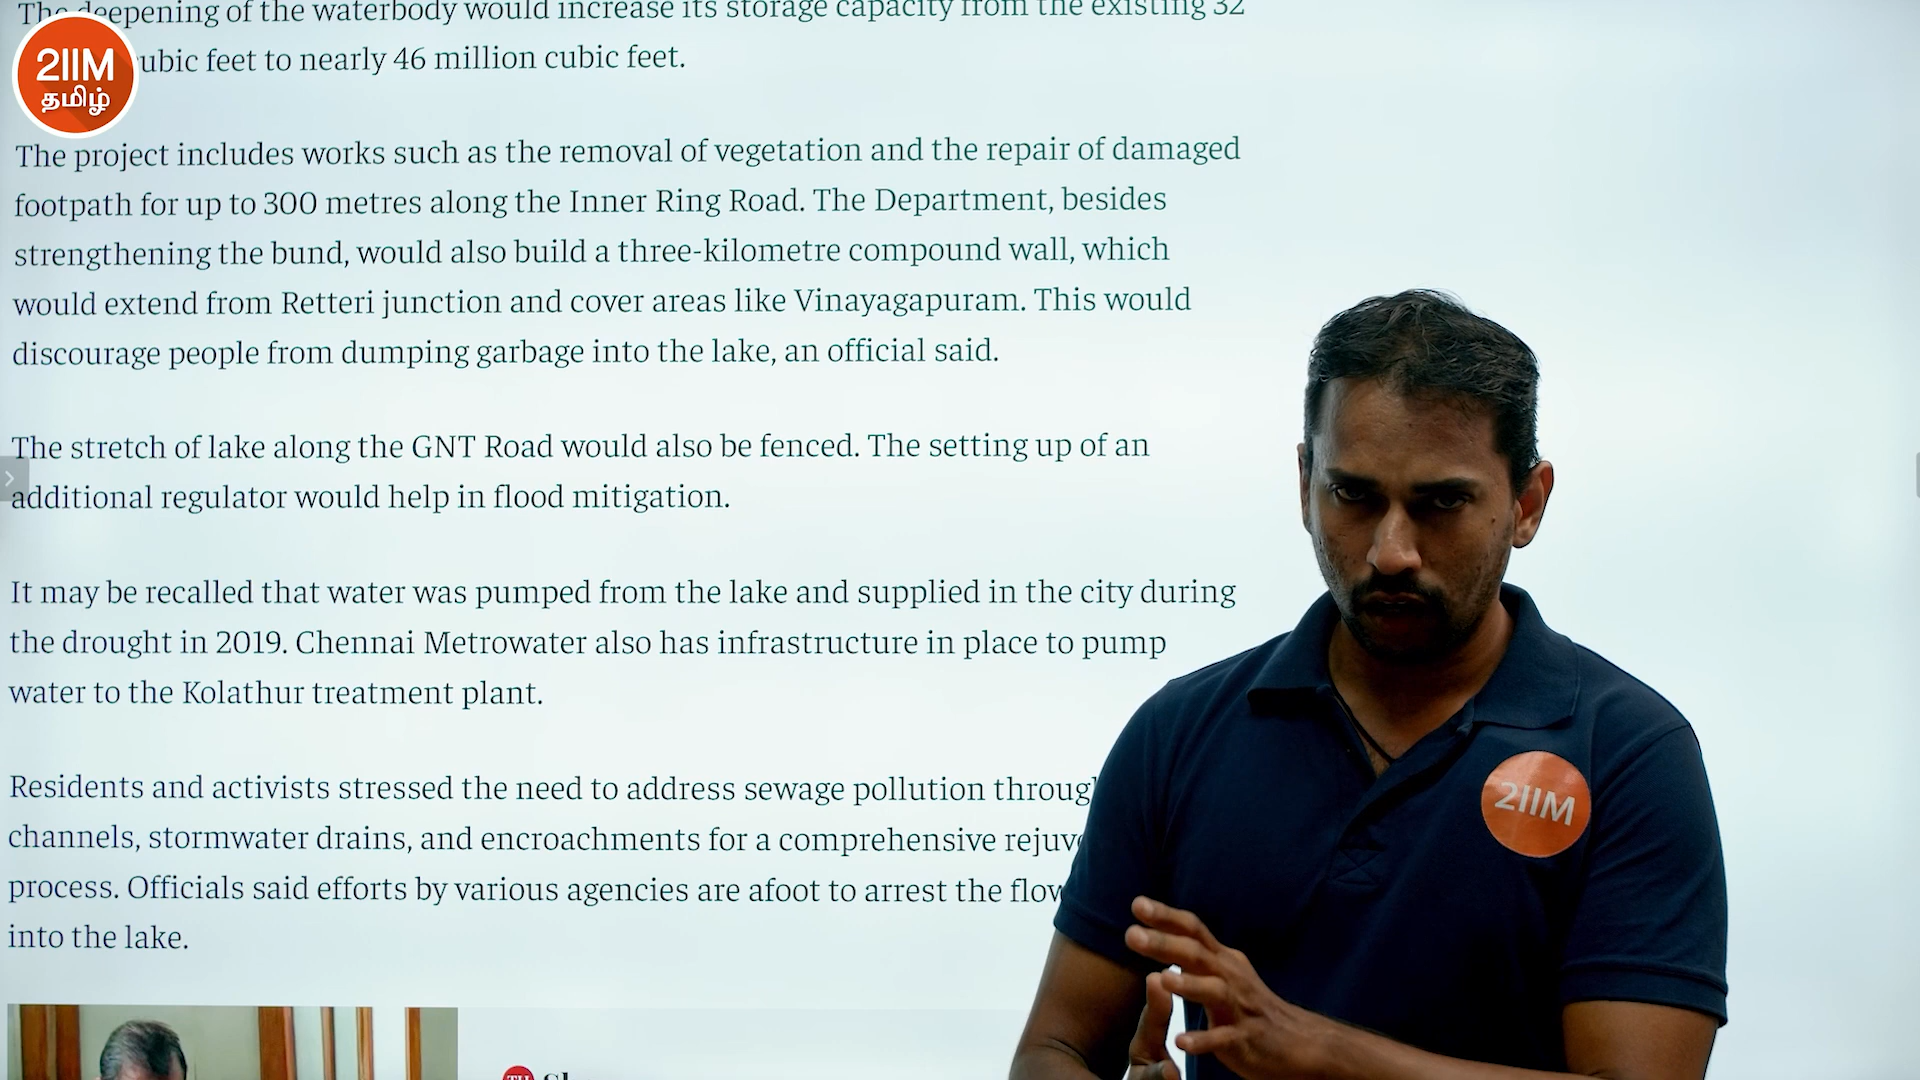 The deepening of the waterbody would increase its storage capacity from the existing 32
cubic feet to nearly 46 million cubic feet.
2IIM
தமிழ்
The project includes works such as the removal of vegetation and the repair of damaged
footpath for up to 300 metres along the Inner Ring Road. The Department, besides
strengthening the bund, would also build a three-kilometre compound wall, which
would extend from Retteri junction and cover areas like Vinayagapuram. This would
discourage people from dumping garbage into the lake, an official said.
The stretch of lake along the GNT Road would also be fenced. The setting up of an
additional regulator would help in flood mitigation.
It may be recalled that water was pumped from the lake and supplied in the city during
the drought in 2019. Chennai Metrowater also has infrastructure in place to pump
water to the Kolathur treatment plant.
Residents and activists stressed the need to address sewage pollution through
channels, stormwater drains, and encroachments for a comprehensive
process. Officials said efforts by various agencies are afoot to arrest the
into the lake.
2IIM
TH